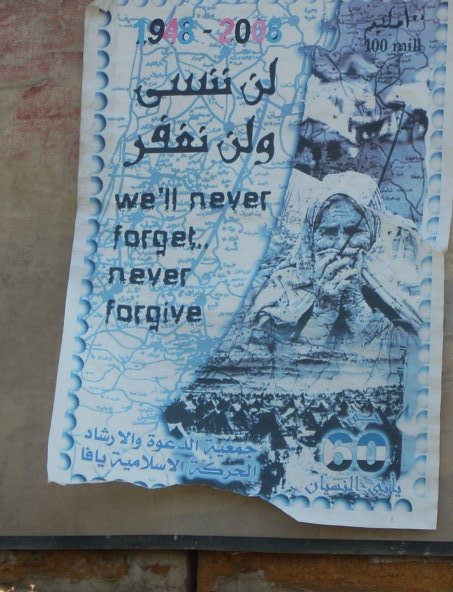 1948 - 2008
100 mill
لن ننسى
ولن نغفر
we'll never
forget..
never
forgive
جمعية الدعوة والارشاد
الحركة الاسلامية يافا
60
النسيان